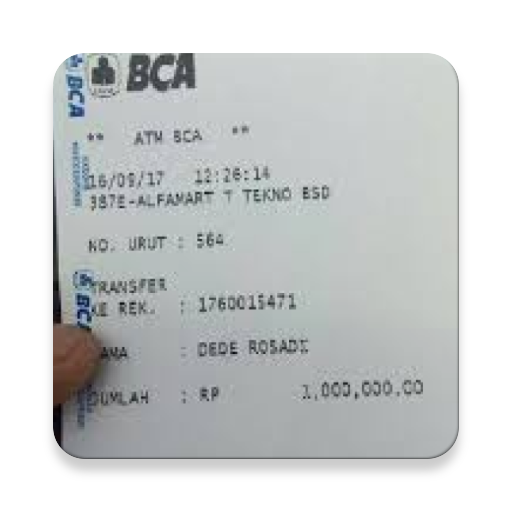 BCA
** ATM BCA **
16/09/17 12:26:14
387E-ALFAMART T TEKNO BSD
NO. URUT : 564
TRANSFER
KE REK. : 1760015471
NAMA : DEDE ROSADI
JUMLAH : RP 1,000,000.00
BCA
BCA